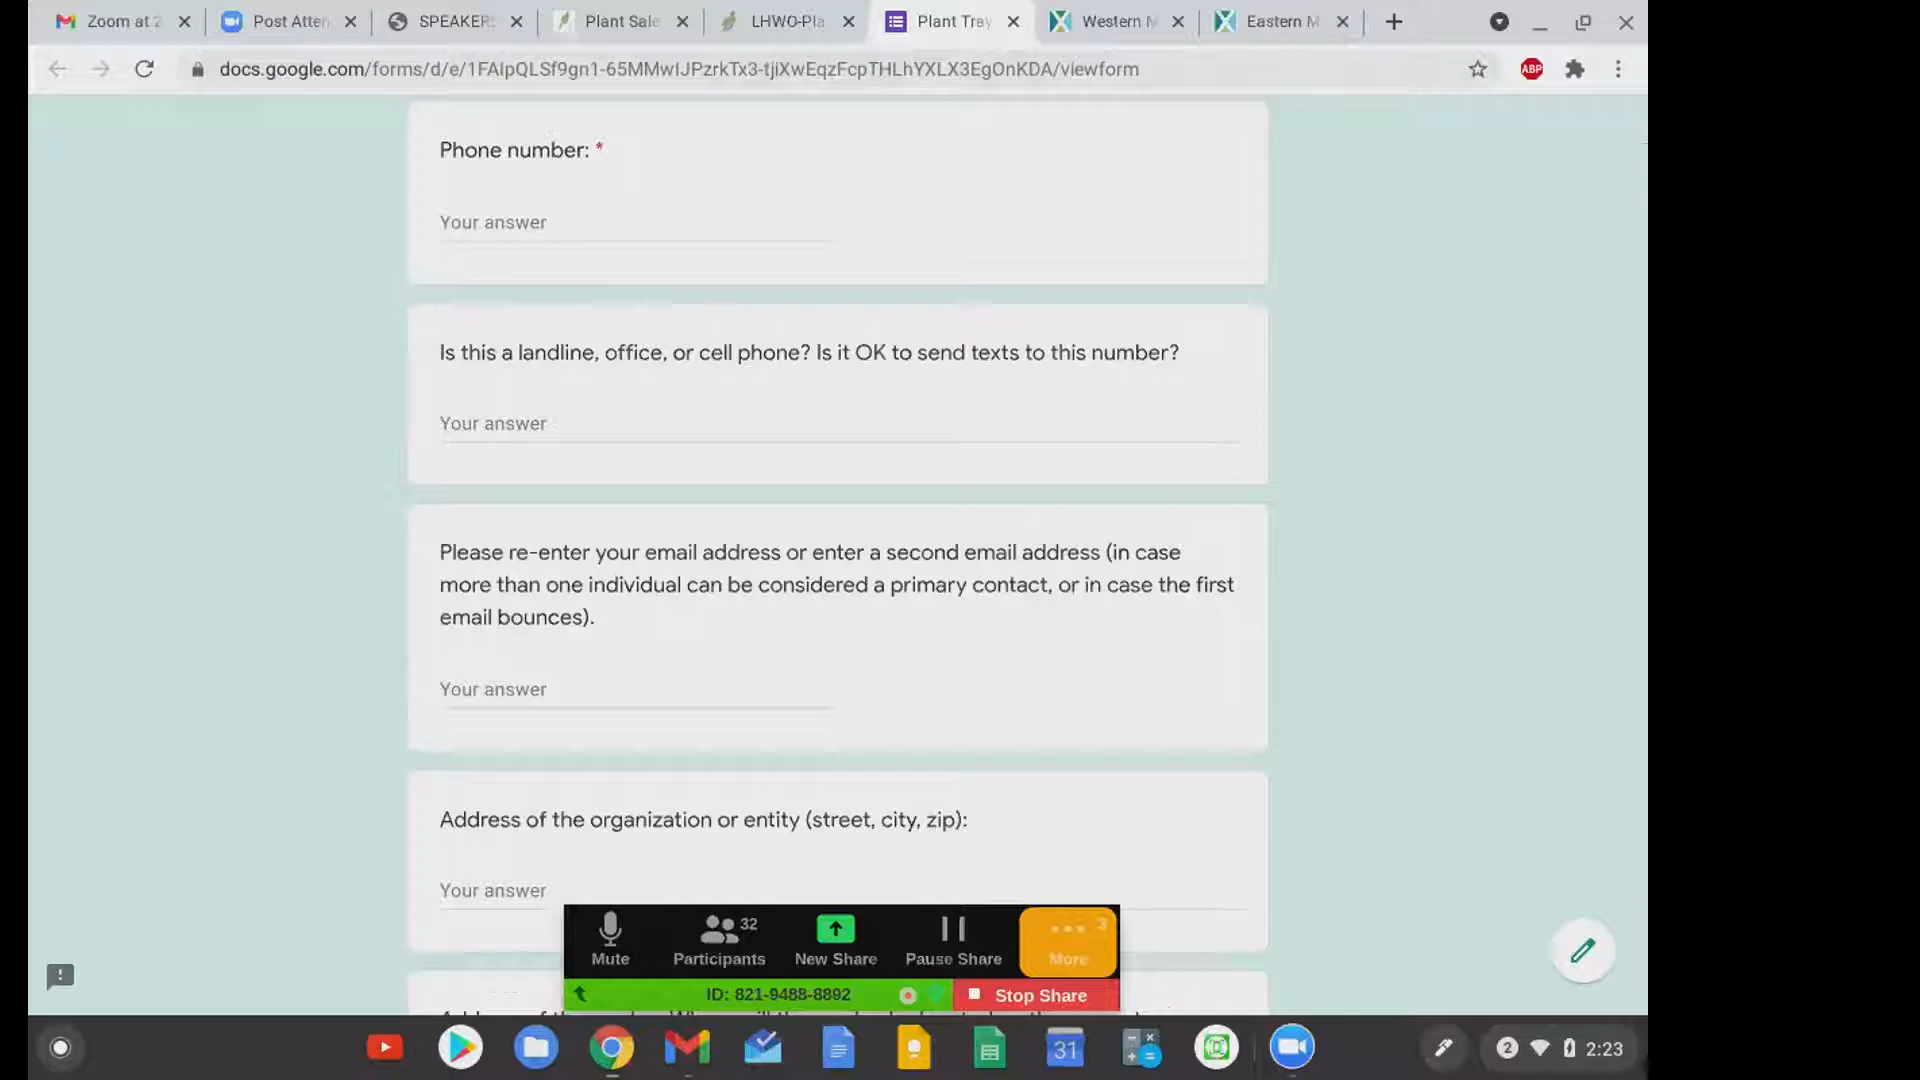 Zoom at 2
Post Atten
SPEAKER
Plant Sale
LHWO-Pla
Plant Tray
Western M
Eastern M
docs.google.com/forms/d/e/1FAIpQLSf9gn1-65MMwIJPzrkTx3-tjiXwEqzFcpTHLhYXLX3EgOnKDA/viewform
ABP
Phone number: *
Your answer
Is this a landline, office, or cell phone? Is it OK to send texts to this number?
Your answer
Please re-enter your email address or enter a second email address (in case
more than one individual can be considered a primary contact, or in case the first
email bounces).
Your answer
Address of the organization or entity (street, city, zip):
Your answer
32
3
Mute
Participants
New Share
Pause Share
More
ID: 821-9488-8892
Stop Share
31
2
2:23